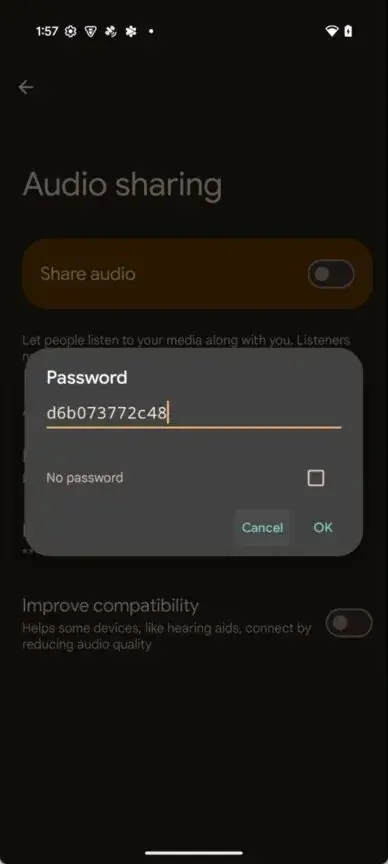 1:57
Audio sharing
Share audio
Let people listen to your media along with you. Listeners
Password
d6b073772c48
No password
Cancel
OK
**
Improve compatibility
Helps some devices, like hearing aids, connect by
reducing audio quality